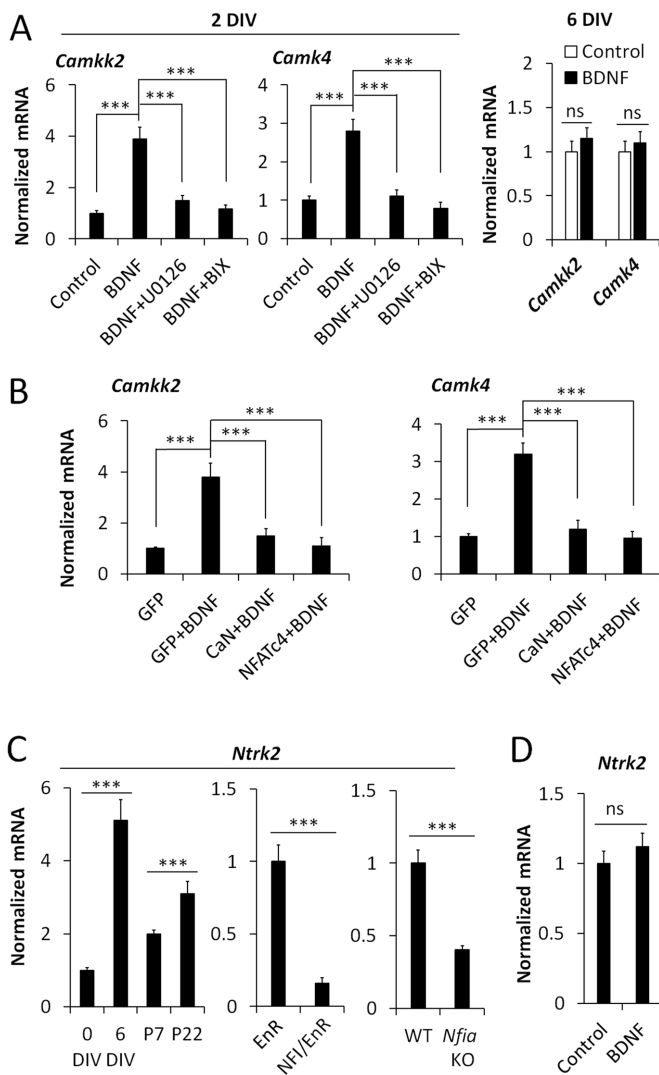 A
2 DIV
6 DIV
Camkk2
Camk4
Control
BDNF
Normalized mRNA
6
4
2
0
***
***
***
Control
BDNF
BDNF+U0126
BDNF+BIX
4
3
2
1
0
***
***
***
Control
BDNF
BDNF+U0126
BDNF+BIX
Normalized mRNA
2
1.5
1
0.5
0
ns
ns
Camkk2
Camk4
B
Camkk2
Camk4
Normalized mRNA
8
6
4
2
0
***
***
***
GFP
GFP+BDNF
CaN+BDNF
NFATc4+BDNF
4
3
2
1
0
***
***
***
GFP
GFP+BDNF
CaN+BDNF
NFATc4+BDNF
C
Ntrk2
Normalized mRNA
6
4
2
0
***
***
0 6 P7 P22
DIV DIV
1.5
1
0.5
0
***
EnR
NFI/EnR
1.5
1
0.5
0
***
WT Nfia
KO
D
Ntrk2
Normalized mRNA
1.5
1
0.5
0
ns
Control
BDNF